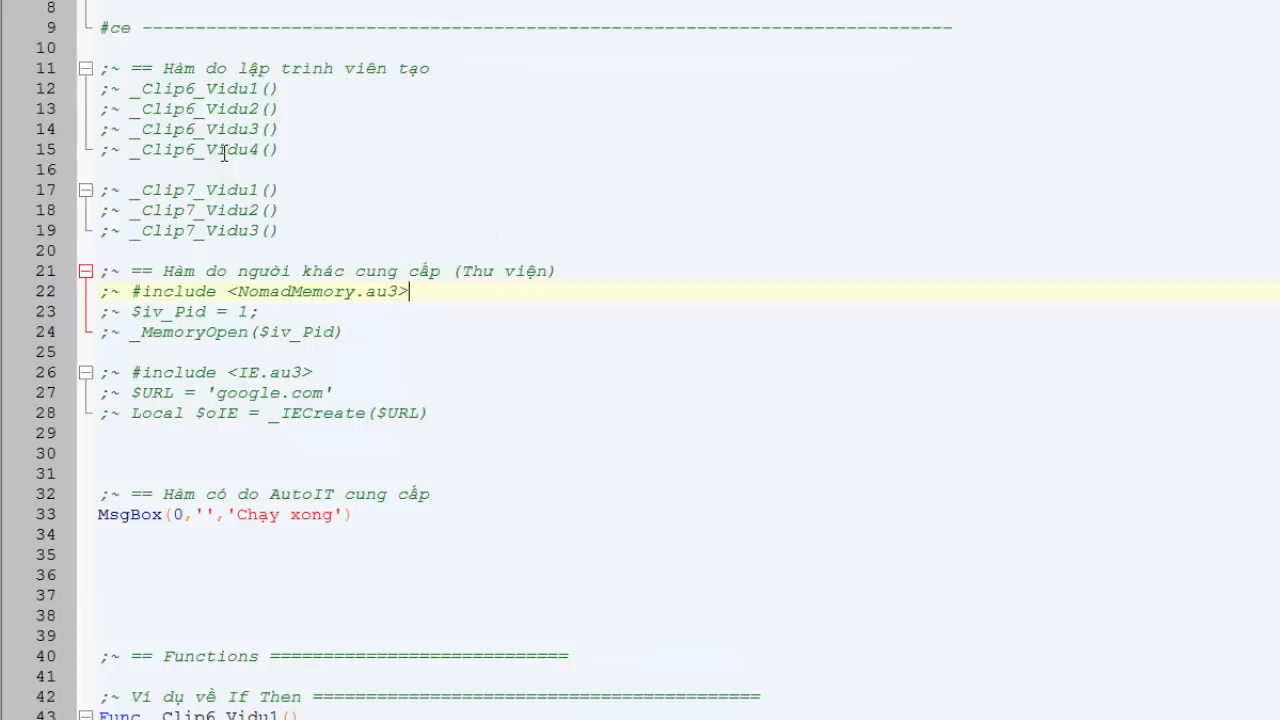 8
9 #ce ----------------------------------------------------------------------------
10
11 ;~ == Hàm do lập trình viên tạo
12 ;~ _Clip6_Vidu1()
13 ;~ _Clip6_Vidu2()
14 ;~ _Clip6_Vidu3()
15 ;~ _Clip6_Vidu4()
16
17 ;~ _Clip7_Vidu1()
18 ;~ _Clip7_Vidu2()
19 ;~ _Clip7_Vidu3()
20
21 ;~ == Hàm do người khác cung cấp (Thư viện)
22 ;~ #include <NomadMemory.au3>
23 ;~ $iv_Pid = 1;
24 ;~ _MemoryOpen($iv_Pid)
25
26 ;~ #include <IE.au3>
27 ;~ $URL = 'google.com'
28 ;~ Local $oIE = _IECreate($URL)
29
30
31
32 ;~ == Hàm có do AutoIT cung cấp
33 MsgBox(0,'','Chạy xong')
34
35
36
37
38
39
40 ;~ == Functions ============================
41
42 ;~ Ví dụ về If Then ==========================================
43 Func _Clip6_Vidu1()